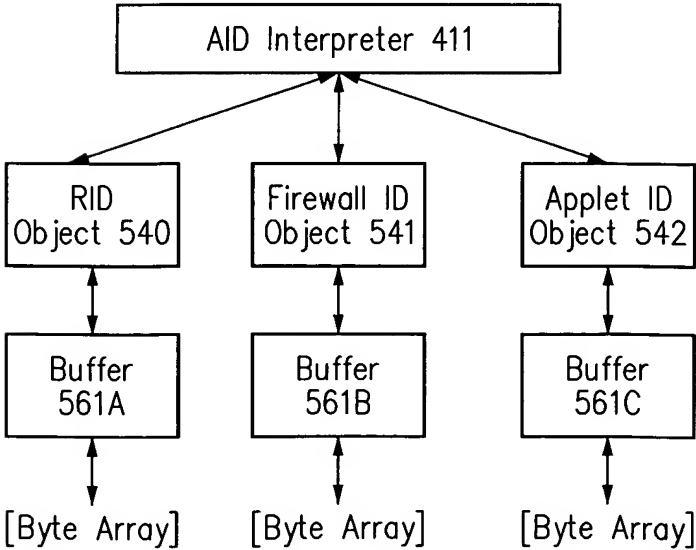 AID Interpreter 411
RID
Object 540
Firewall ID
Object 541
Applet ID
Object 542
Buffer
561A
Buffer
561B
Buffer
561C
[Byte Array]
[Byte Array]
[Byte Array]